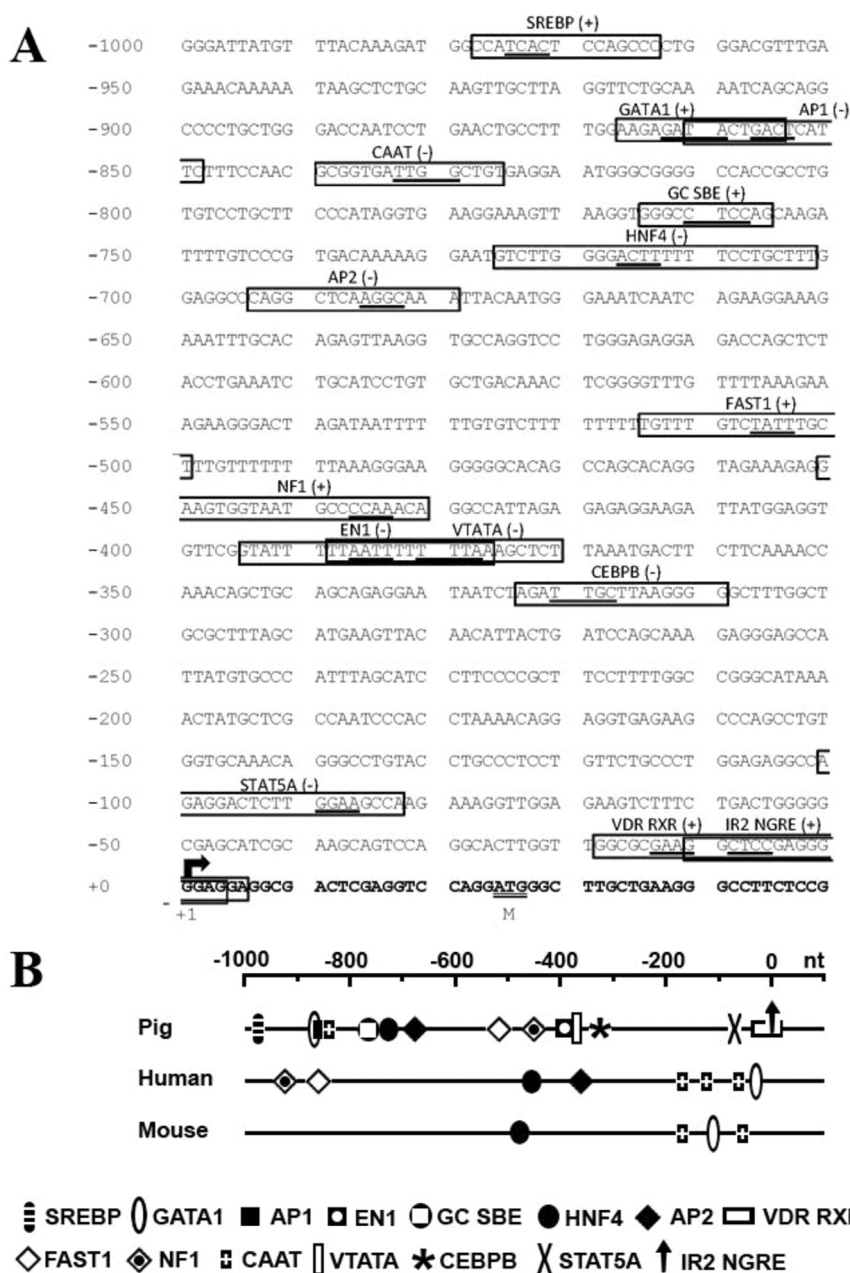 A
SREBP (+)
-1000 GGGATTATGT TTACAAAGAT GGCCATCACT CCAGCCCCTG GGACGTTTGA
-950 GAAACAAAAA TAAGCTCTGC AAGTTGCTTA GGTTCTGCAA AATCAGCAGG
GATA1 (+) AP1 (-)
-900 CCCCTGCTGG GACCAATCCT GAACTGCCTT TGGAAGAGAT ACTGACTCAT
CAAT (-)
-850 TCTTTCCAAC GCGGTGATTG GCTGTGAGGA ATGGGCGGGG CCACCGCCTG
GC SBE (+)
-800 TGTCCTGCTT CCCATAGGTG AAGGAAAGTT AAGGTGGGCC TCCAGCAAGA
HNF4 (-)
-750 TTTTGTCCCG TGACAAAAAG GAATGTCTTG GGGACTTTTT TCCTGCTTTG
AP2 (-)
-700 GAGGCCCAGG CTCAAGGCAA ATTACAATGG GAAATCAATC AGAAGGAAAG
-650 AAATTTGCAC AGAGTTAAGG TGCCAGGTCC TGGGAGAGGA GACCAGCTCT
-600 ACCTGAAATC TGCATCCTGT GCTGACAAAC TCGGGGTTTG TTTTAAAGAA
FAST1 (+)
-550 AGAAGGGACT AGATAATTTT TTGTGTCTTT TTTTTTGTTT GTCTATTTGC
-500 TTTGTTTTTT TTAAAGGGAA GGGGGCACAG CCAGCACAGG TAGAAAGAGG
NF1 (+)
-450 AAGTGGTAAT GCCCCCAAACA GGCCATTAGA GAGAGGAAGA TTATGGAGGT
EN1 (-) VTATA (-)
-400 GTTCGGTATT TTTAATTTTT TTAAAGCTCT TAAATGACTT CTTCAAAACC
CEBPB (-)
-350 AAACAGCTGC AGCAGAGGAA TAATCTAGAT TGCTTAAGGG GGCTTTGGCT
-300 GCGCTTTAGC ATGAAGTTAC AACATTACTG ATCCAGCAAA GAGGGAGCCA
-250 TTATGTGCCC ATTTAGCATC CTTCCCCGCT TCCTTTTGGC CGGGCATAAA
-200 ACTATGCTCG CCAATCCCAC CTAAAACAGG AGGTGAGAAG CCCAGCCTGT
-150 GGTGCAAACA GGGCCTGTAC CTGCCCTCCT GTTCTGCCCT GGAGAGGCCA
STAT5A (-)
-100 GAGGACTCTT GGAAGCCAAG AAAGGTTGGA GAAGTCTTTC TGACTGGGGG
VDR RXR (+) IR2 NGRE (+)
-50 CGAGCATCGC AAGCAGTCCA GGCACTTGGT TGGCGCGAAG GCTCCGAGGG
+0 GGAGGAGGCG ACTCGAGGTC CAGGATGGGC TTGCTGAAGG GCCTTCTCCG
- +1 M
B
-1000 -800 -600 -400 -200 0 nt
Pig
Human
Mouse
SREBP GATA1 AP1 EN1 GC SBE HNF4 AP2
FAST1 NF1 CAAT VTATA CEBPB STAT5A IR2 NGRE